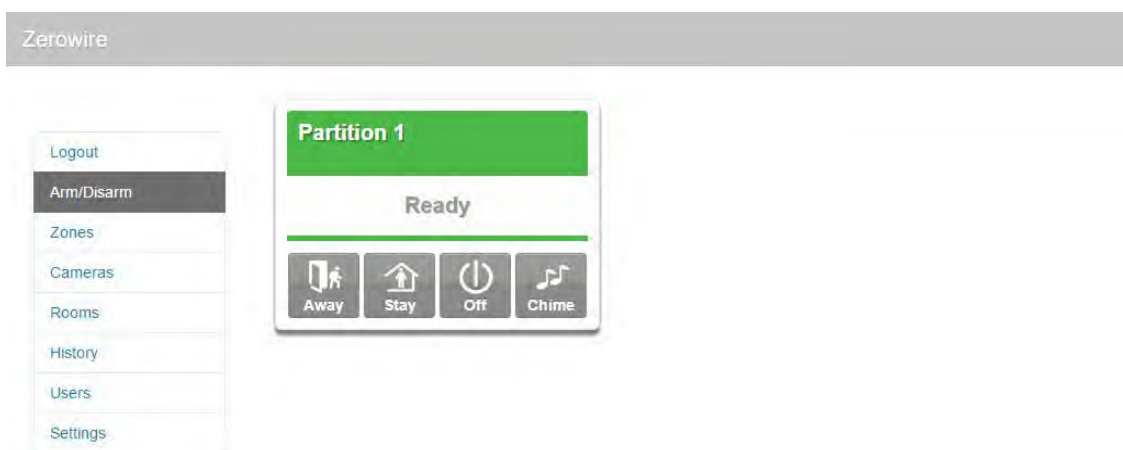 Zerowire
Logout
Arm/Disarm
Zones
Cameras
Rooms
History
Users
Settings
Partition 1
Ready
Away Stay Off Chime